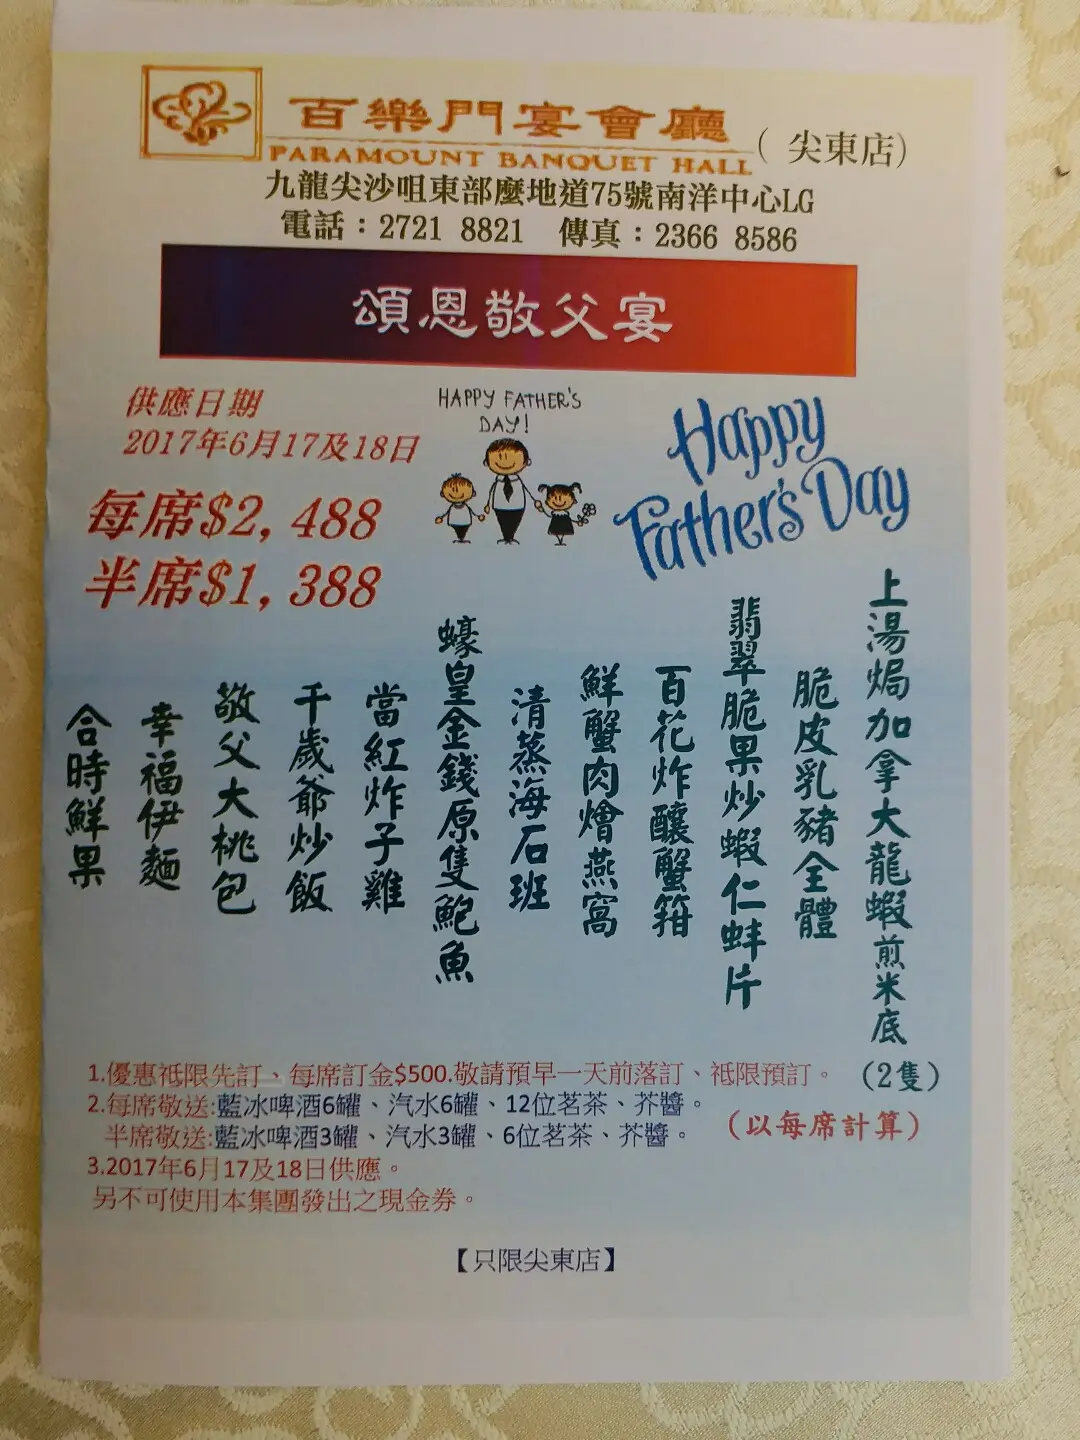 百樂門宴會廳
PARAMOUNT BANQUET HALL
( 尖東店)
九龍尖沙咀東部麼地道75號南洋中心LG
電話：2721 8821 傳真：2366 8586
頌恩敬父宴
供應日期
2017年6月17及18日
每席$2,488
半席$1,388
HAPPY FATHER'S
DAY!
Happy
Father's Day
上湯焗加拿大龍蝦煎米底
(2隻)
(以每席計算)
脆皮乳豬全體
翡翠脆果炒蝦仁蚌片
百花炸釀蟹箝
鮮蟹肉燴燕窩
清蒸海石班
蠔皇金錢原隻鮑魚
當紅炸子雞
千歲爺炒飯
敬父大桃包
幸福伊麵
合時鮮果
1.優惠祗限先訂、每席訂金$500.敬請預早一天前落訂、祗限預訂。
2.每席敬送:藍冰啤酒6罐、汽水6罐、12位茗茶、芥醬。
半席敬送:藍冰啤酒3罐、汽水3罐、6位茗茶、芥醬。
3.2017年6月17及18日供應。
另不可使用本集團發出之現金券。
【只限尖東店】